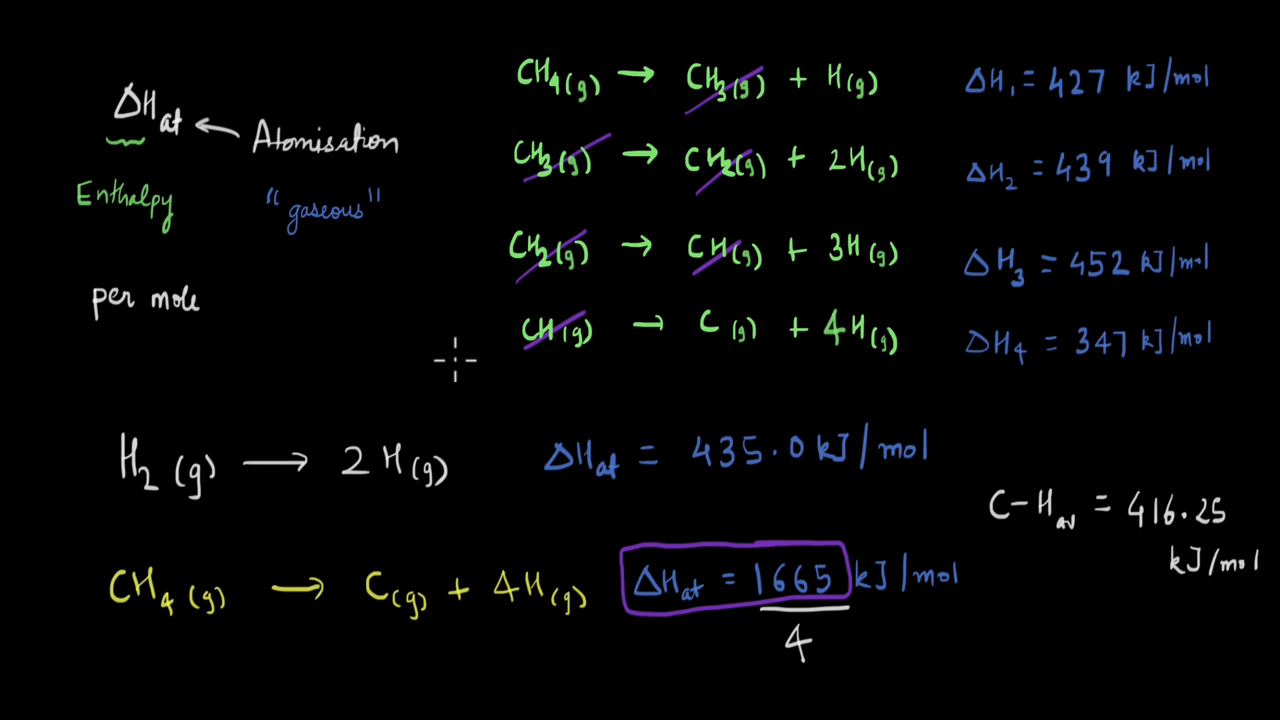 ΔH_at ← Atomisation
Enthalpy "gaseous"
per mole
CH₄(g) → CH₃(g) + H(g) ΔH₁ = 427 kJ/mol
CH₃(g) → CH₂(g) + 2H(g) ΔH₂ = 439 kJ/mol
CH₂(g) → CH(g) + 3H(g) ΔH₃ = 452 kJ/mol
CH(g) → C(g) + 4H(g) ΔH₄ = 347 kJ/mol
H₂(g) → 2H(g) ΔH_at = 435.0 kJ/mol
C-H_av = 416.25
kJ/mol
CH₄(g) → C(g) + 4H(g) ΔH_at = 1665 kJ/mol
4